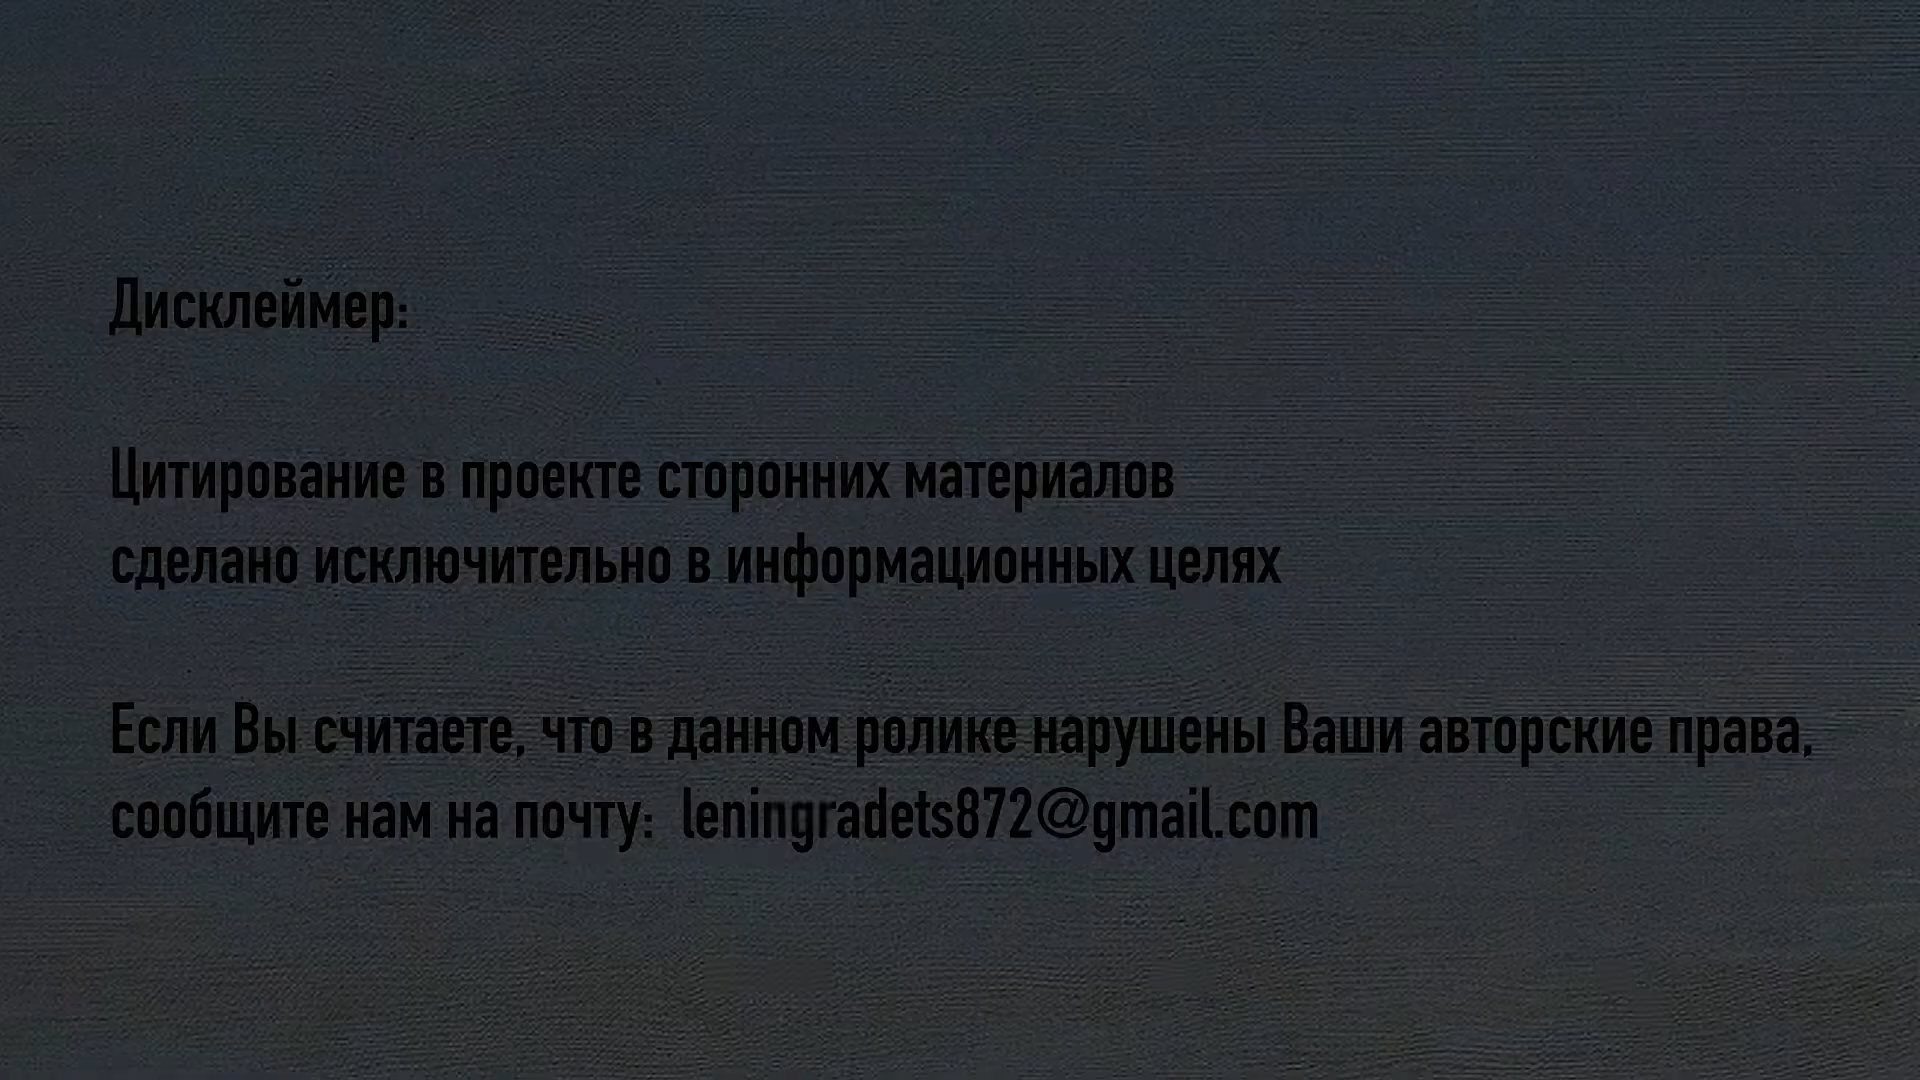 Дисклеймер:
Цитирование в проекте сторонних материалов
сделано исключительно в информационных целях
Если Вы считаете, что в данном ролике нарушены Ваши авторские права,
сообщите нам на почту: leningradets872@gmail.com